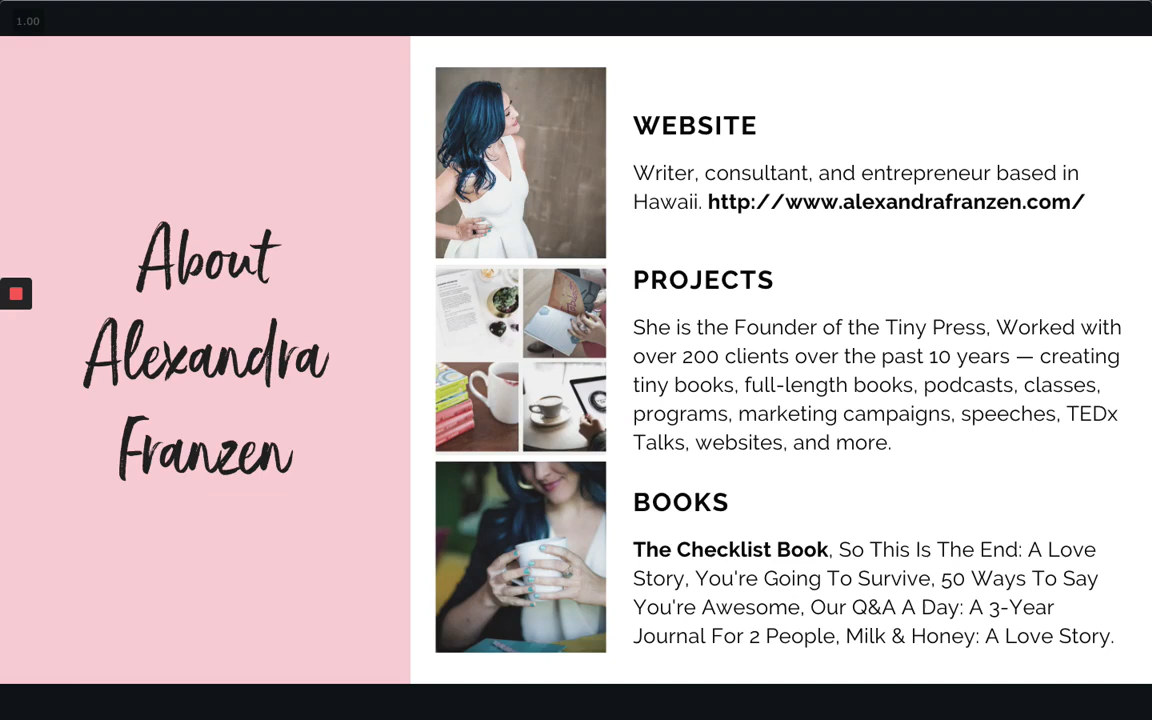 1.00
About
Alexandra
Franzen
WEBSITE
Writer, consultant, and entrepreneur based in
Hawaii. http://www.alexandrafranzen.com/
PROJECTS
She is the Founder of the Tiny Press, Worked with
over 200 clients over the past 10 years — creating
tiny books, full-length books, podcasts, classes,
programs, marketing campaigns, speeches, TEDx
Talks, websites, and more.
BOOKS
The Checklist Book, So This Is The End: A Love
Story, You're Going To Survive, 50 Ways To Say
You're Awesome, Our Q&A A Day: A 3-Year
Journal For 2 People, Milk & Honey: A Love Story.